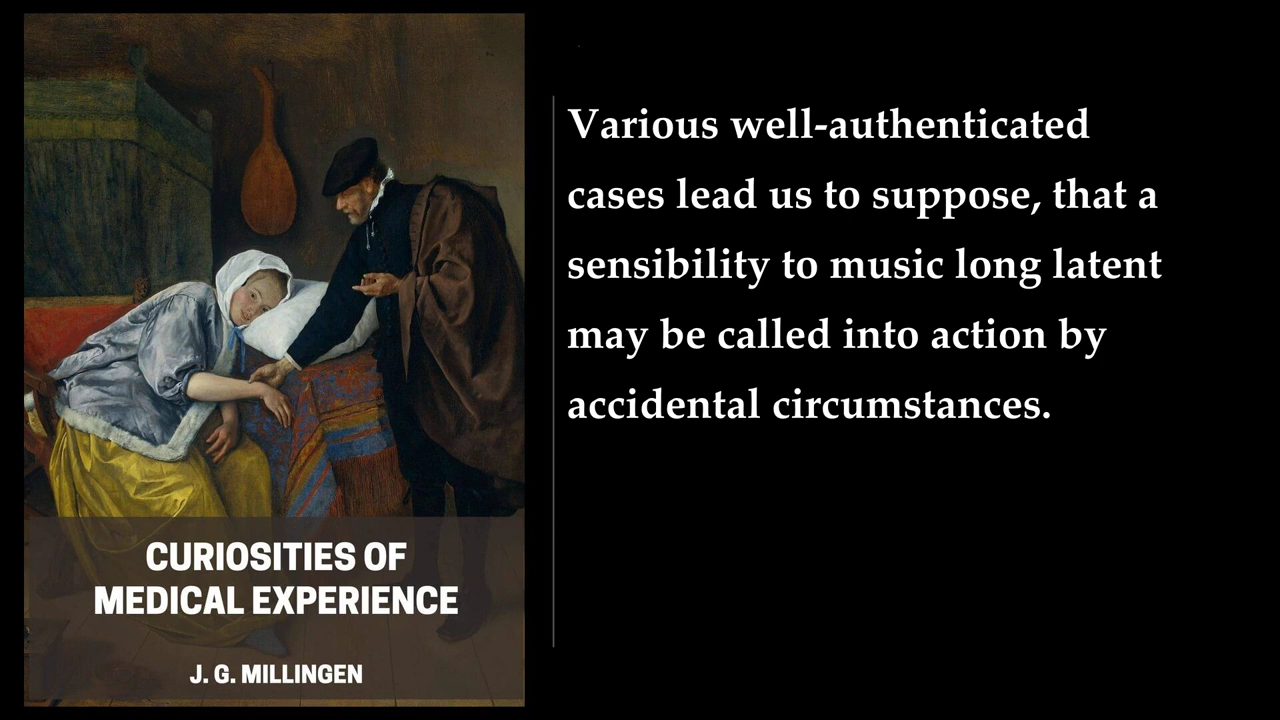 Various well-authenticated
cases lead us to suppose, that a
sensibility to music long latent
may be called into action by
accidental circumstances.
CURIOSITIES OF
MEDICAL EXPERIENCE
J. G. MILLINGEN